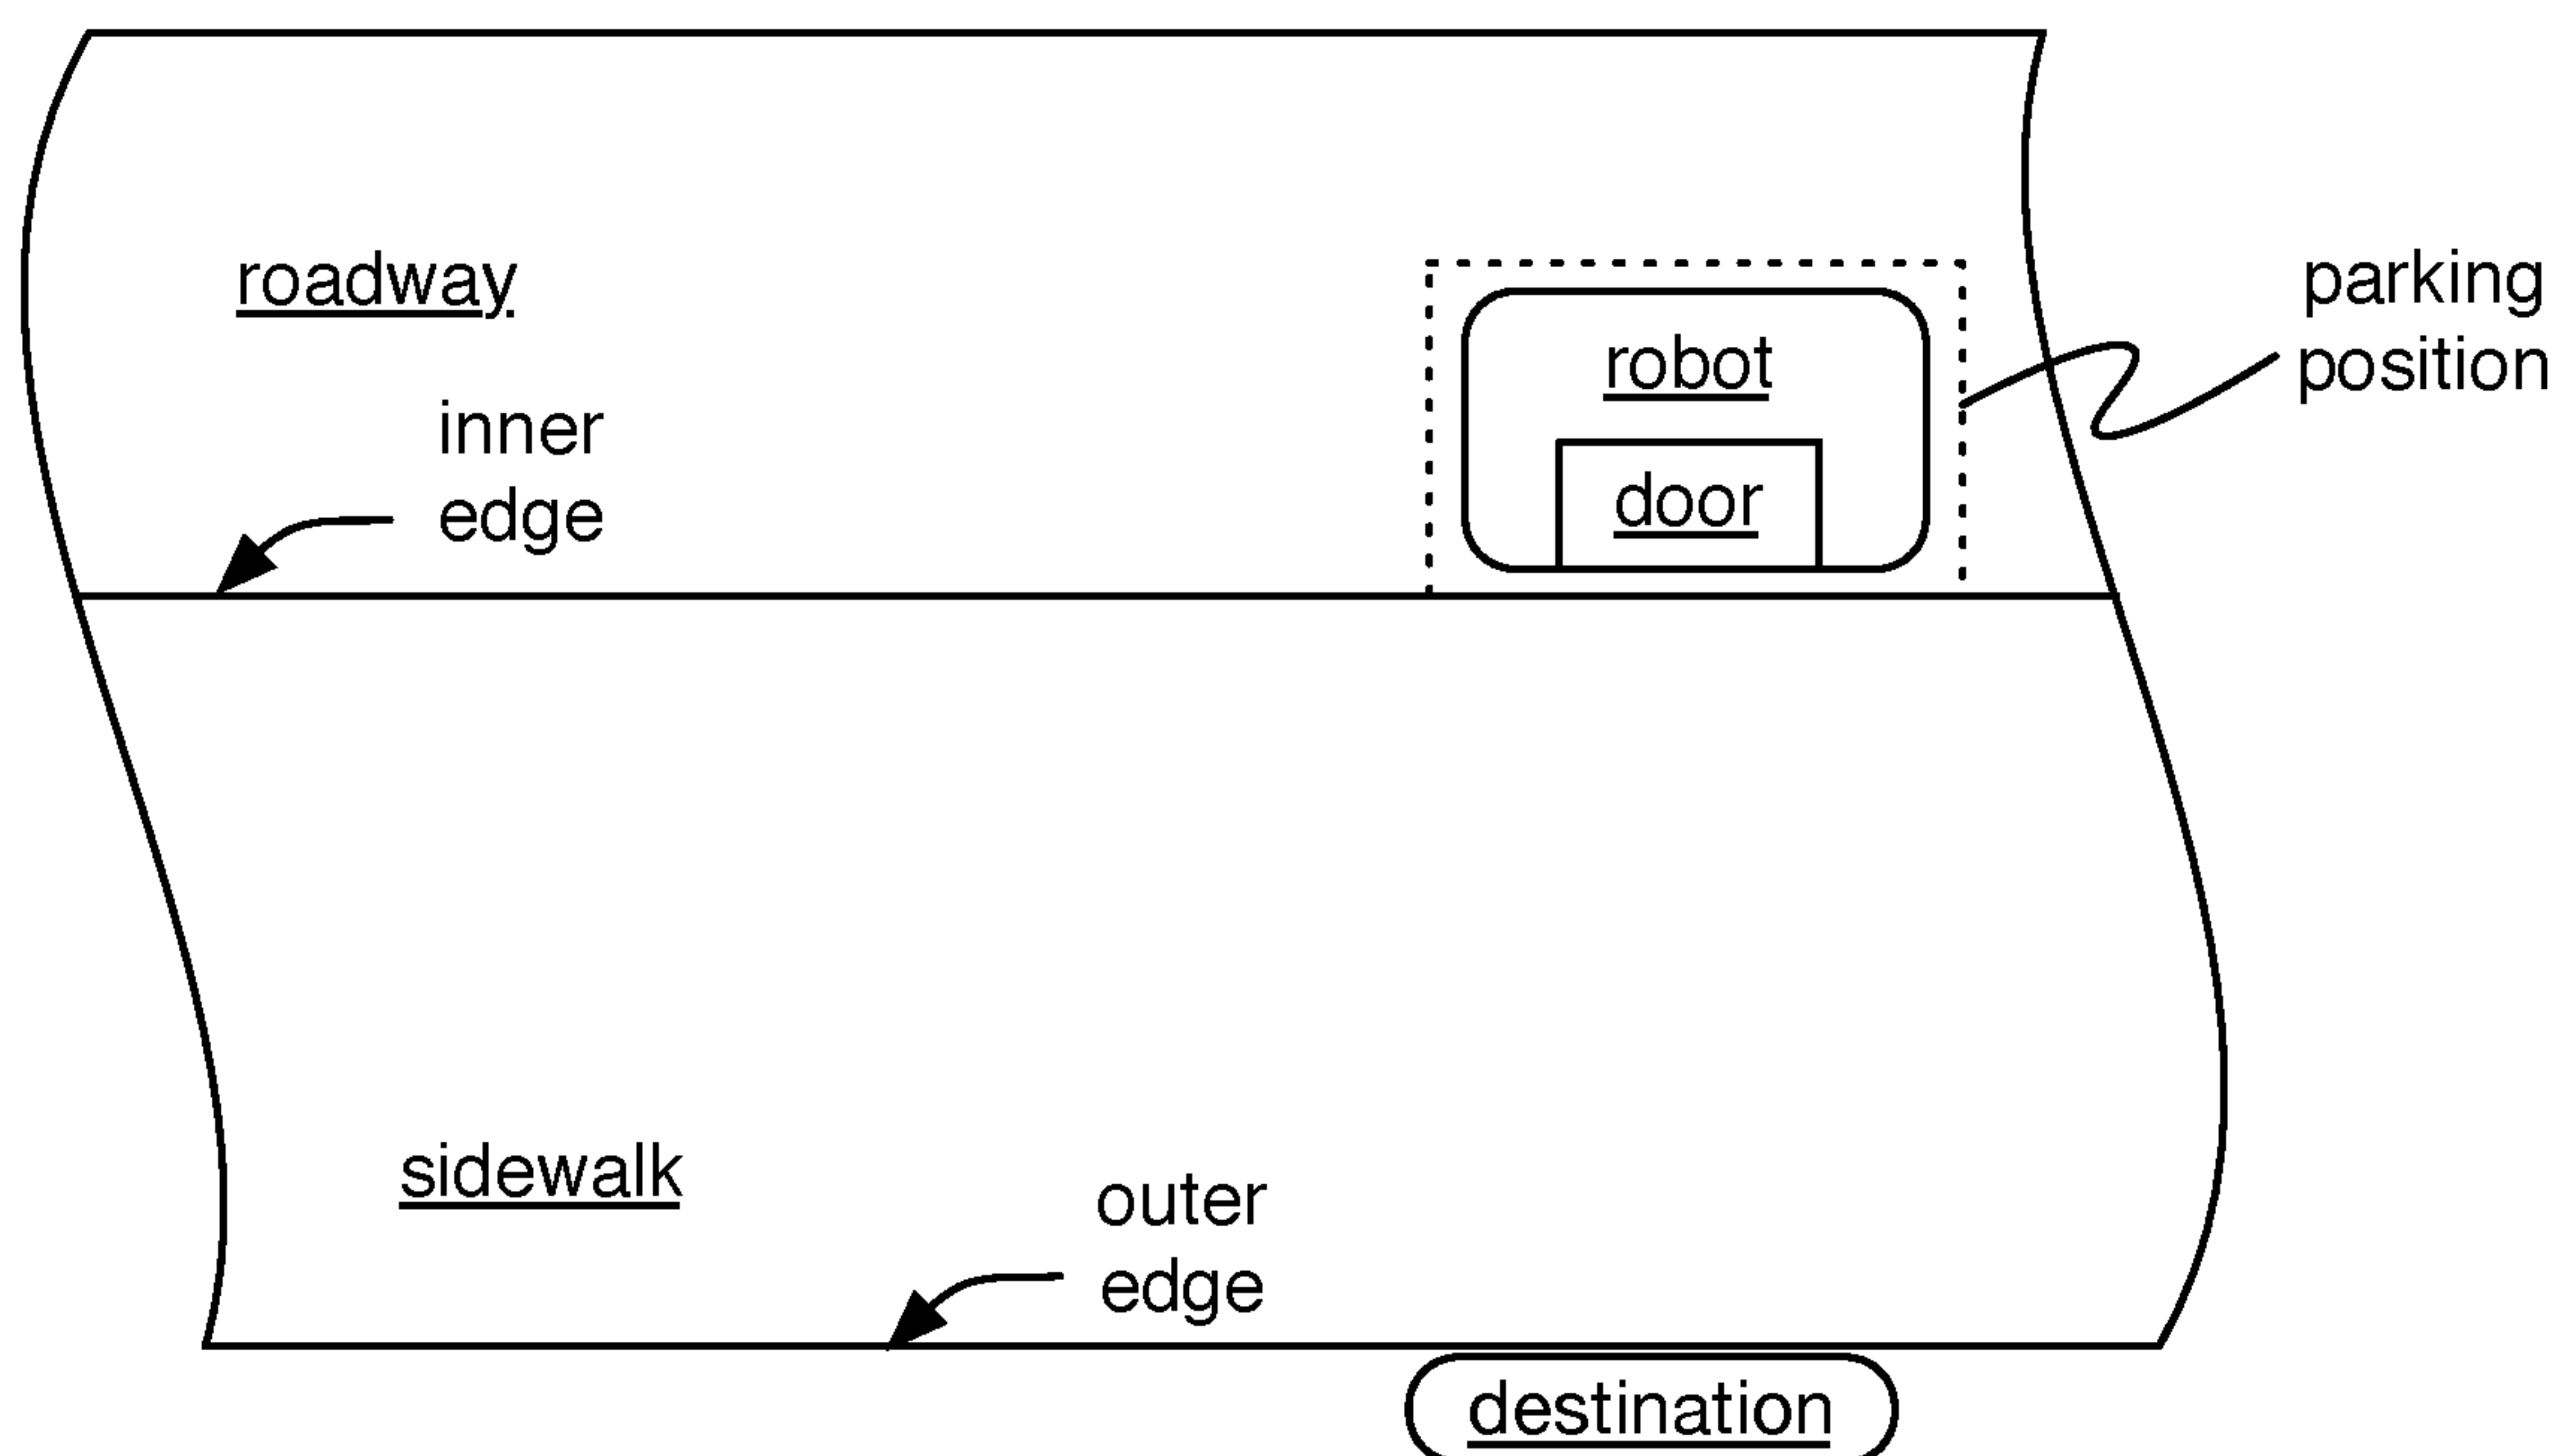 roadway
inner
edge
robot
door
parking
position
sidewalk
outer
edge
destination